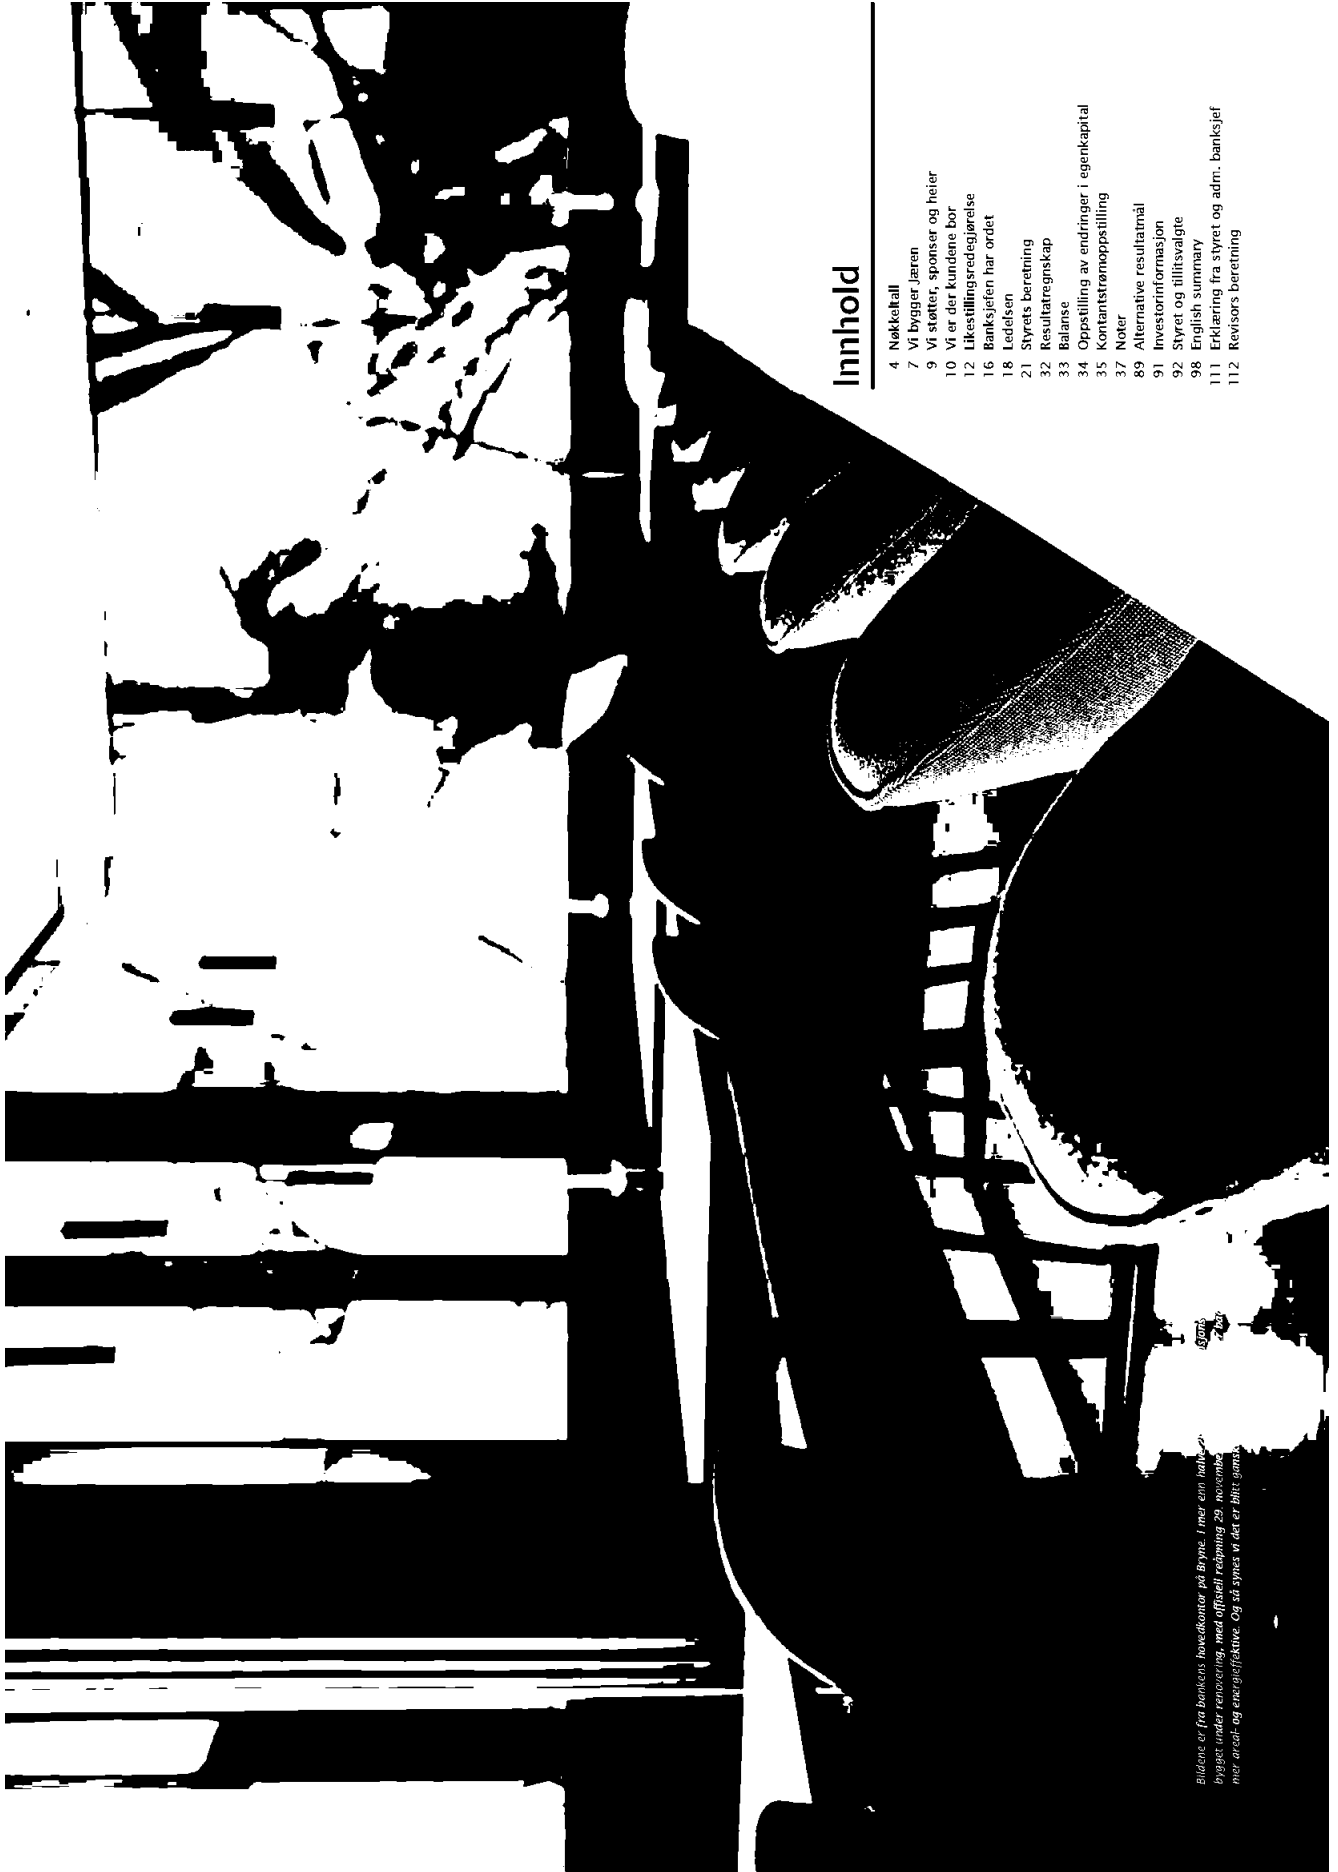 Innhold
4 Nøkkeltall
7 Vi bygger Jæren
9 Vi støtter, sponser og heier
10 Vi er der kundene bor
12 Likestillingsredegjørelse
16 Banksjefen har ordet
18 Ledelsen
21 Styrets beretning
32 Resultatregnskap
33 Balanse
34 Oppstilling av endringer i egenkapital
35 Kontantstrømoppstilling
37 Noter
89 Alternative resultatmål
91 Investorinformasjon
92 Styret og tillitsvalgte
98 English summary
111 Erklæring fra styret og adm. banksjef
112 Revisors beretning
Bildene er fra bankens hovedkontor på Bryne. I mer enn
bygget under renovering, med offisiell reåpning 29.
mer areal- og energieffektive. Og så synes vi det er blitt